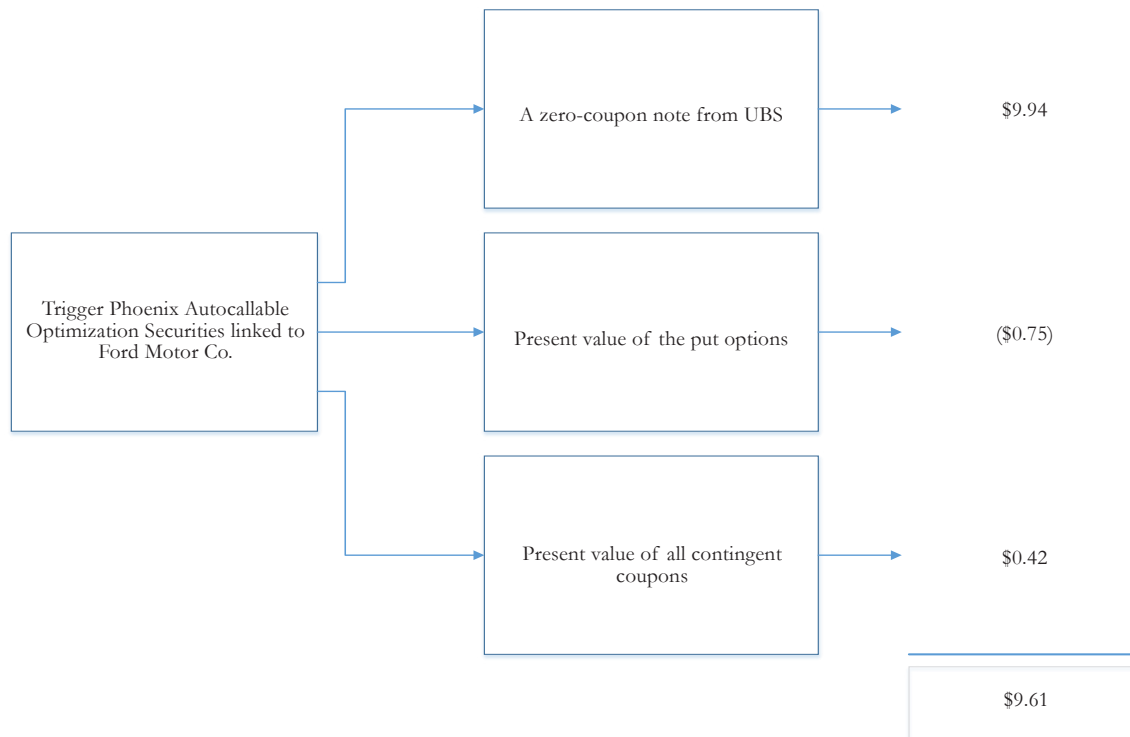 A zero-coupon note from UBS
$9.94
Trigger Phoenix Autocallable
Optimization Securities linked to
Ford Motor Co.
Present value of the put options
($0.75)
Present value of all contingent
coupons
$0.42
$9.61